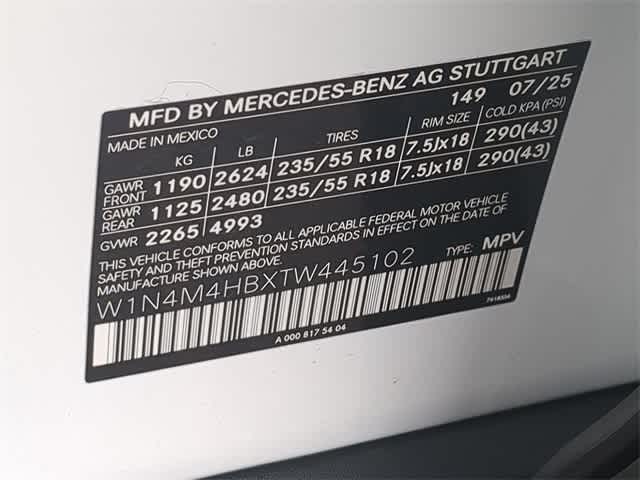 MFD BY MERCEDES-BENZ AG STUTTGART
MADE IN MEXICO 149 07/25
KG LB TIRES RIM SIZE COLD KPA(PSI)
GAWR FRONT 1190 2624 235/55 R18 7.5Jx18 290(43)
GAWR REAR 1125 2480 235/55 R18 7.5Jx18 290(43)
GVWR 2265 4993
THIS VEHICLE CONFORMS TO ALL APPLICABLE FEDERAL MOTOR VEHICLE
SAFETY AND THEFT PREVENTION STANDARDS IN EFFECT ON THE DATE OF
MANUFACTURE SHOWN ABOVE.
W1N4M4HBXTW445102 TYPE: MPV
A 000 817 54 04